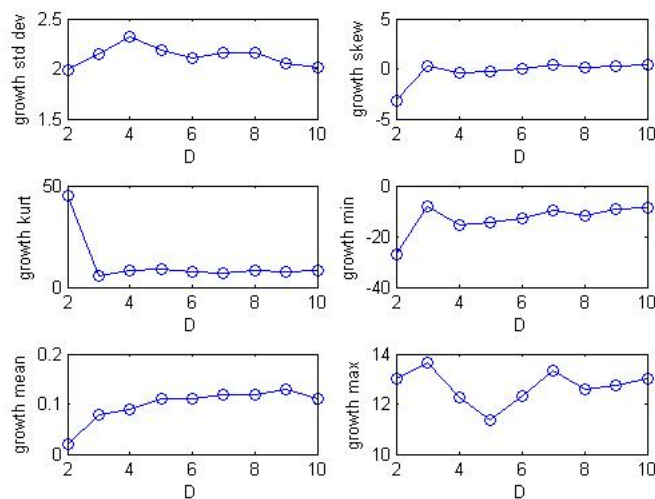 growth std dev
2.5
2
1.5
2 4 6 8 10
D
growth skew
5
0
-5
2 4 6 8 10
D
growth kurt
50
0
2 4 6 8 10
D
growth min
0
-20
-40
2 4 6 8 10
D
growth mean
0.2
0.1
0
2 4 6 8 10
D
growth max
14
12
10
2 4 6 8 10
D